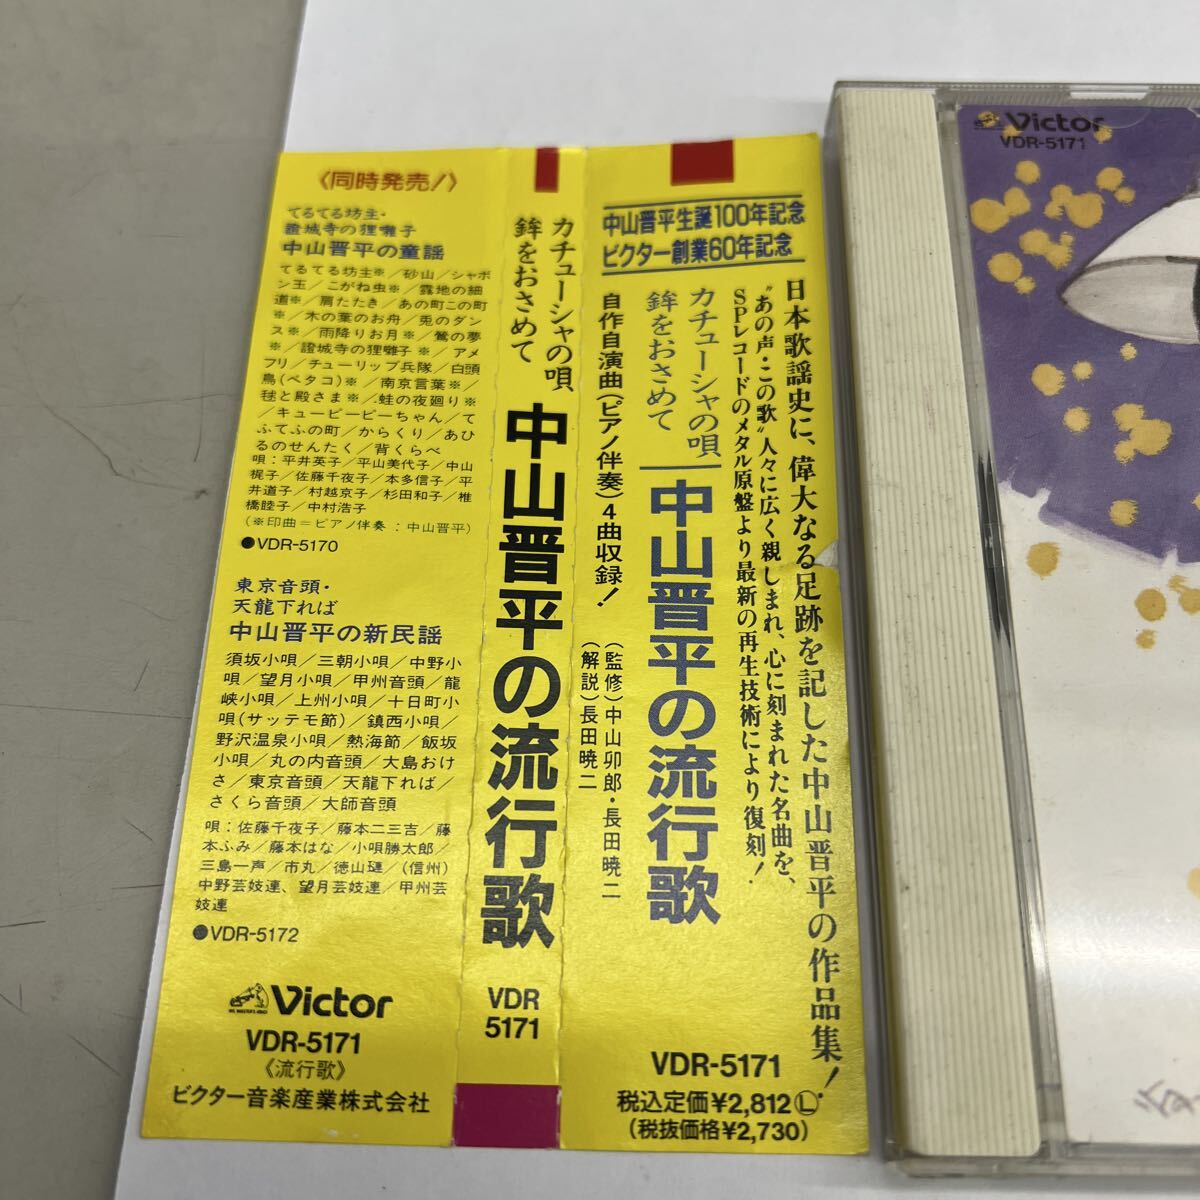 〈同時発売!〉
てるてる坊主・
證城寺の狸囃子
中山晋平の童謡
てるてる坊主※／砂山／シャボ
ン玉／こがね虫※／露地の細
道※／肩たたき／あの町この町
※／木の葉のお舟／兎のダン
ス※／雨降りお月※／鶯の夢
※／證城寺の狸囃子※／アメ
フリ／チューリップ兵隊／白頭
鳥(ペタコ)※／南京言葉※／
毬と殿さま※／蛙の夜廻り※
／キューピーピーちゃん／て
ふてふの町／からくり／あひ
るのせんたく／背くらべ
唄：平井英子／平山美代子／中山
梶子／佐藤千夜子／本多信子／平
井道子／村越京子／杉田和子／椎
橋睦子／中村浩子
(※印曲＝ピアノ伴奏：中山晋平)
●VDR-5170
東京音頭・
天龍下れば
中山晋平の新民謡
須坂小唄／三朝小唄／中野小
唄／望月小唄／甲州音頭／龍
峡小唄／上州小唄／十日町小
唄(サッテモ節)／鎮西小唄／
野沢温泉小唄／熱海節／飯坂
小唄／丸の内音頭／大島おけ
さ／東京音頭／天龍下れば／
さくら音頭／大師音頭
唄：佐藤千夜子／藤本二三吉／藤
本ふみ／藤本はな／小唄勝太郎／
三島一声／市丸／徳山璉／(信州)
中野芸妓連、望月芸妓連／甲州芸
妓連
●VDR-5172
Victor
VDR-5171
《流行歌》
ビクター音楽産業株式会社
カチューシャの唄
鉾をおさめて
中山晋平の流行歌
VDR
5171
中山晋平生誕100年記念
ビクター創業60年記念
日本歌謡史に、偉大なる足跡を記した中山晋平の作品集！
"あの声・この歌"人々に広く親しまれ、心に刻まれた名曲を、
SPレコードのメタル原盤より最新の再生技術により復刻！
カチューシャの唄
鉾をおさめて
中山晋平の流行歌
自作自演曲(ピアノ伴奏)4曲収録！
(監修)中山卯郎・長田暁二
(解説)長田暁二
VDR-5171
税込定価¥2,812Ⓛ
(税抜価格¥2,730)
Victor
VDR-5171